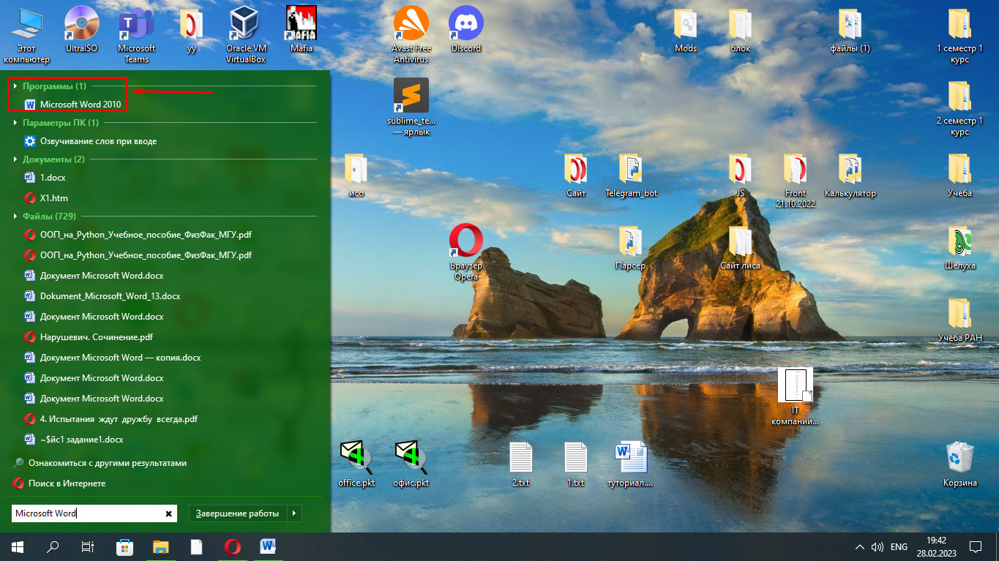 Этот
компьютер
UltraISO
Microsoft
Teams
уу
Oracle VM
VirtualBox
MAFIA
Mafia
Avast Free
Antivirus
Discord
Mods
блок
файлы (1)
1 семестр 1
курс
Программы (1)
Microsoft Word 2010
Параметры ПК (1)
Озвучивание слов при вводе
Документы (2)
1.docx
X1.htm
Файлы (729)
ООП_на_Python_Учебное_пособие_ФизФак_МГУ.pdf
ООП_на_Python_Учебное_пособие_ФизФак_МГУ.pdf
Документ Microsoft Word.docx
Dokument_Microsoft_Word_13.docx
Документ Microsoft Word.docx
Нарушевич. Сочинение.pdf
Документ Microsoft Word — копия.docx
Документ Microsoft Word.docx
Документ Microsoft Word.docx
4. Испытания ждут дружбу всегда.pdf
~$йс1 задание1.docx
Ознакомиться с другими результатами
Поиск в Интернете
Microsoft Word
Завершение работы
sublime_te...
— ярлык
2 семестр 1
курс
исо
Сайт
Telegram_bot
JS
Front
21.10.2022
Калькулятор
Учеба
Браузер
Opera
Парсер
Сайт лиса
Шелуха
Учеба РАН
IT
компании...
office.pkt
офис.pkt
2.txt
1.txt
туториал....
Корзина
ENG
19:42
28.02.2023